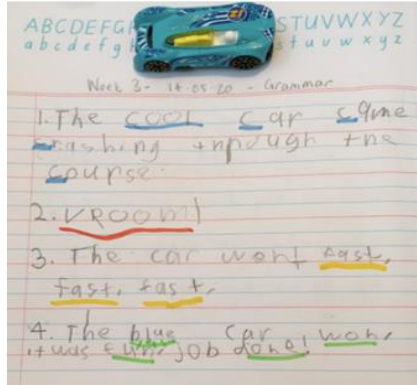 ABCDEFG STUVWXYZ
abcdefgh stuvwxyz
Week 3 - 14.05.20 - Grammar
1. The cool car came
crashing through the
course.
2. VROOM!
3. The car went fast,
fast, fast.
4. The blue car won,
it was fun, job done!